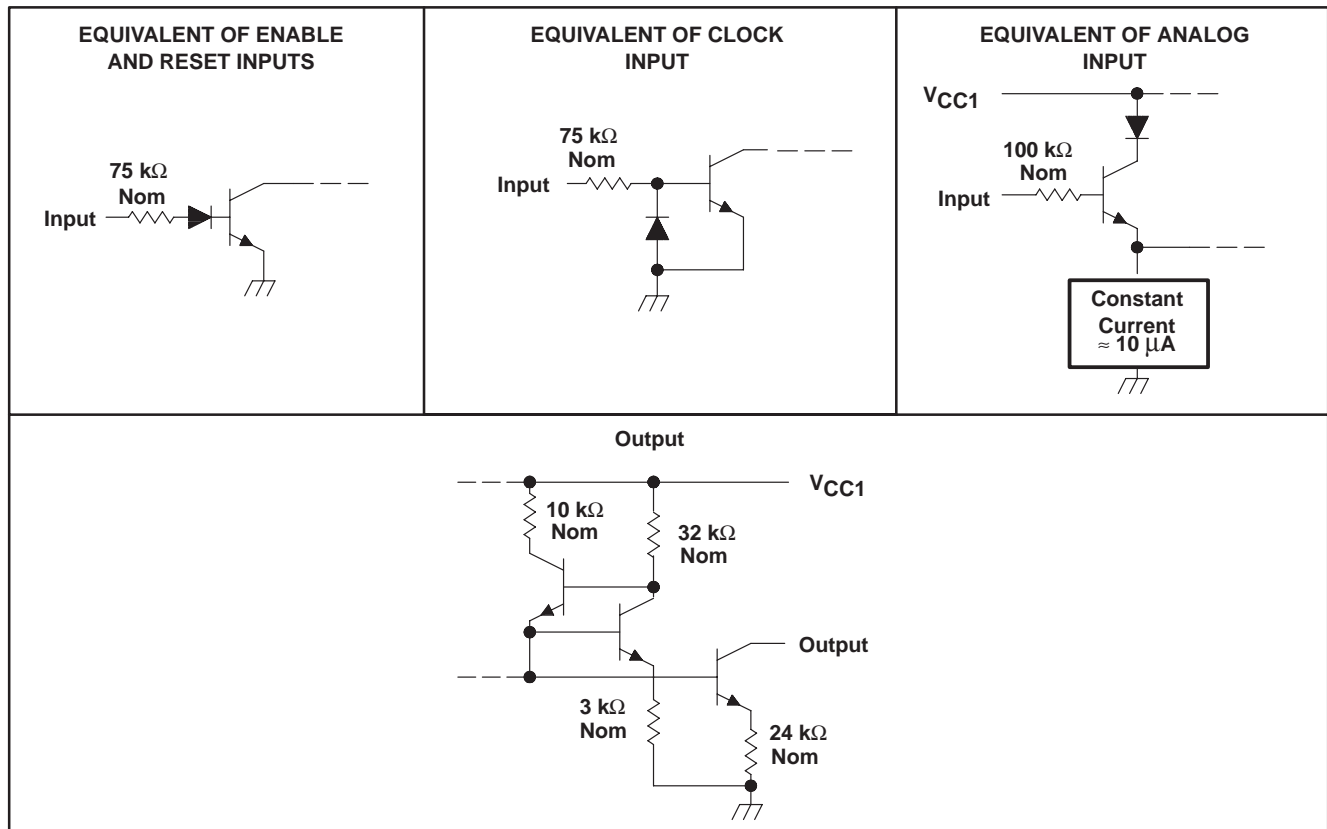 EQUIVALENT OF ENABLE
AND RESET INPUTS
75 kΩ
Nom
Input
EQUIVALENT OF CLOCK
INPUT
75 kΩ
Nom
Input
EQUIVALENT OF ANALOG
INPUT
VCC1
100 kΩ
Nom
Input
Constant
Current
≈ 10 μA
Output
VCC1
10 kΩ
Nom
32 kΩ
Nom
Output
3 kΩ
Nom
24 kΩ
Nom